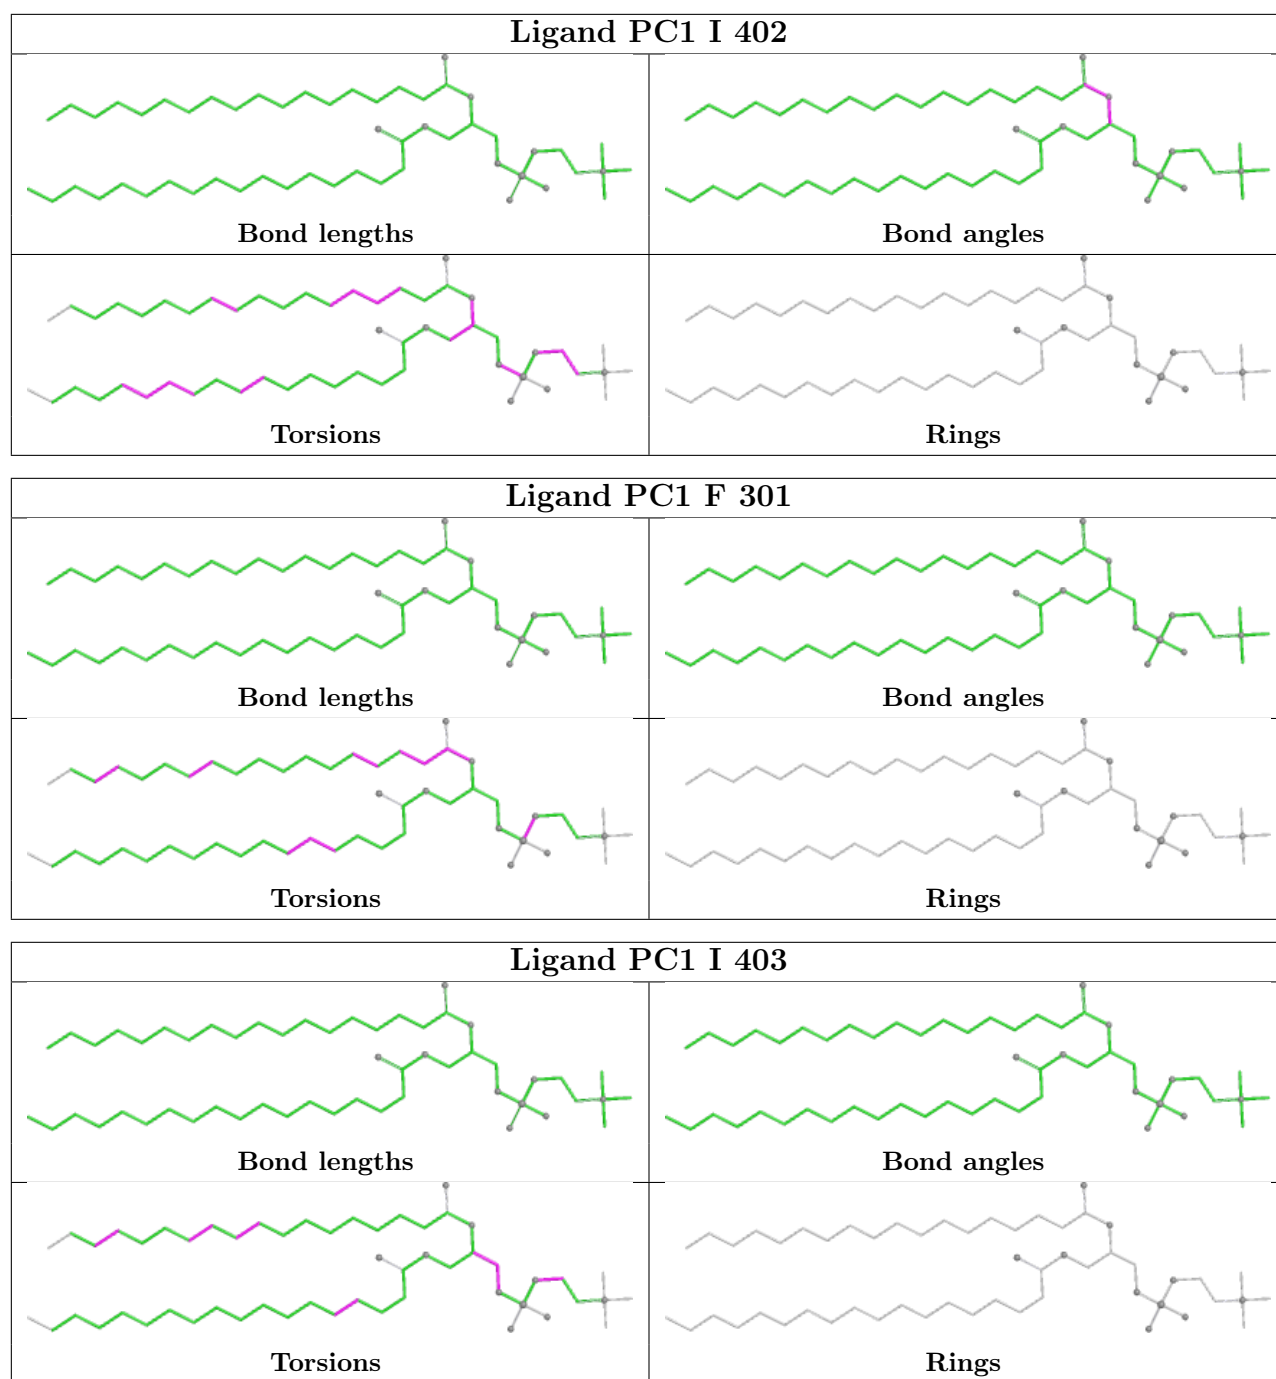 Ligand PC1 I 402
Bond lengths
Bond angles
Torsions
Rings
Ligand PC1 F 301
Bond lengths
Bond angles
Torsions
Rings
Ligand PC1 I 403
Bond lengths
Bond angles
Torsions
Rings